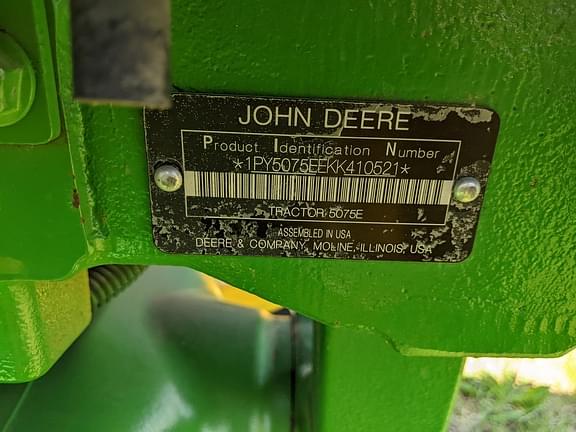 JOHN DEERE
Product Identification Number
*1PY5075EEKK410521*
TRACTOR 5075E
ASSEMBLED IN USA
DEERE & COMPANY, MOLINE, ILLINOIS, USA